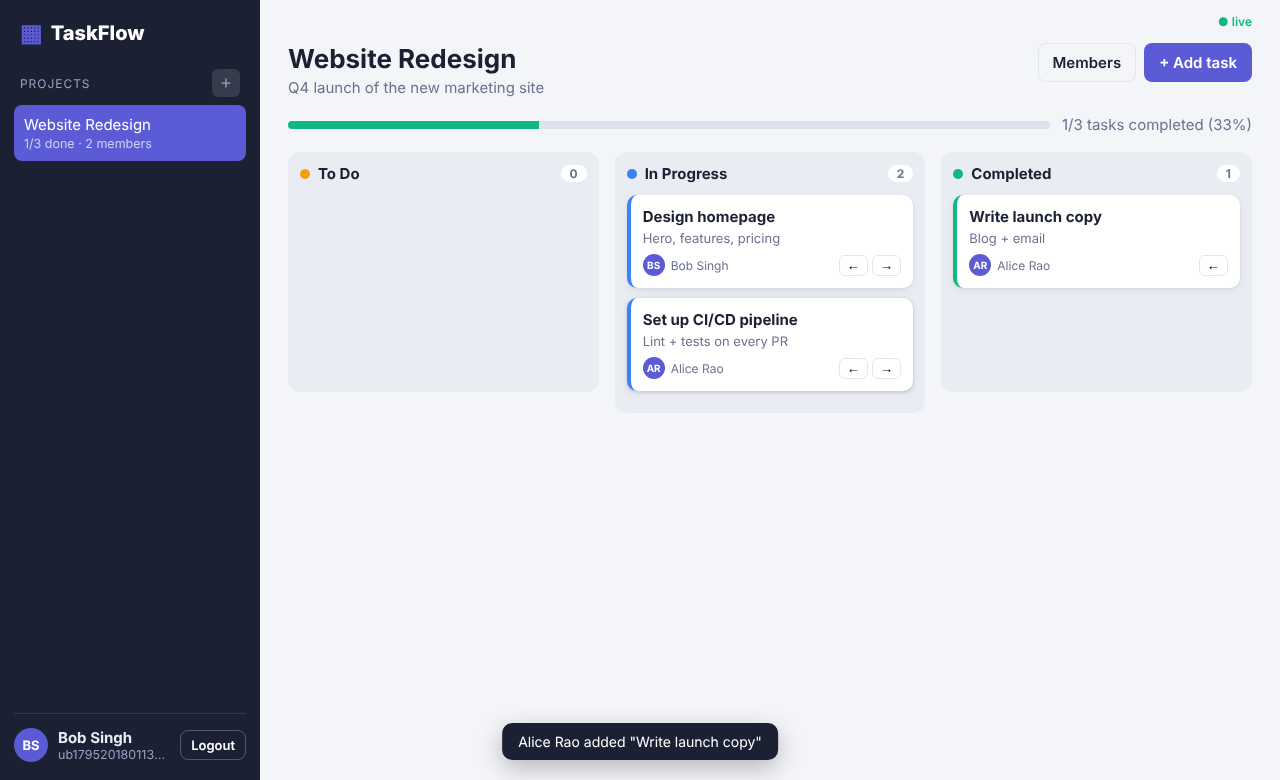 TaskFlow
PROJECTS
+
Website Redesign
1/3 done · 2 members
BS
Bob Singh
ub179520180113...
Logout
● live
Website Redesign
Q4 launch of the new marketing site
Members
+ Add task
1/3 tasks completed (33%)
To Do
0
In Progress
2
Design homepage
Hero, features, pricing
BS
Bob Singh
←
→
Set up CI/CD pipeline
Lint + tests on every PR
AR
Alice Rao
←
→
Completed
1
Write launch copy
Blog + email
AR
Alice Rao
←
Alice Rao added "Write launch copy"